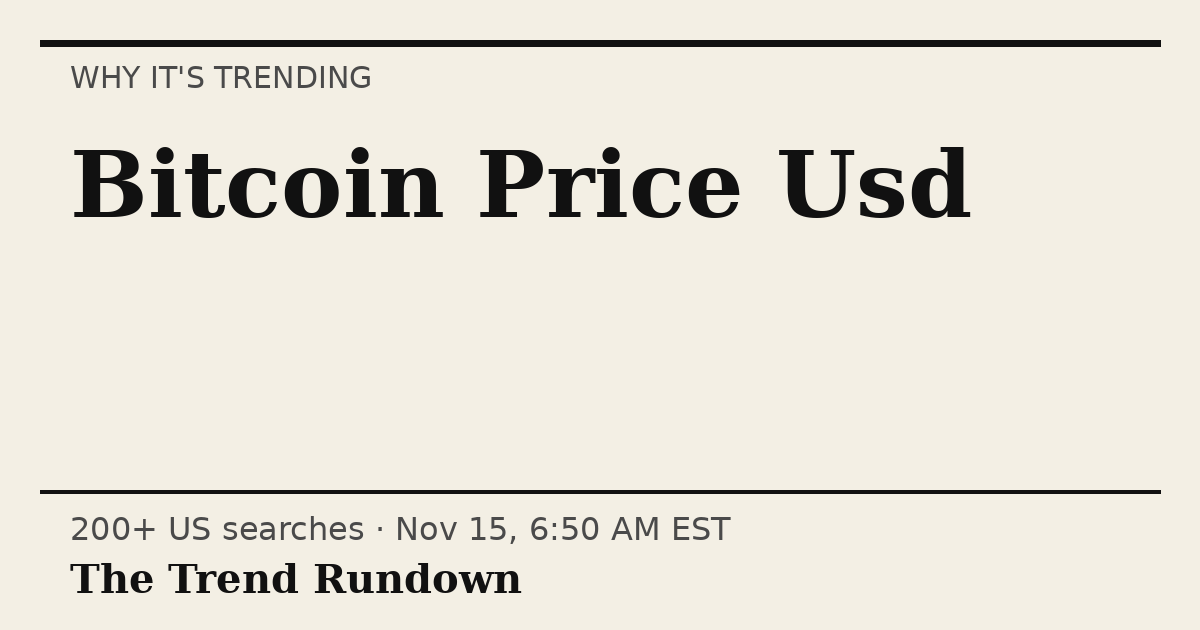 WHY IT'S TRENDING
Bitcoin Price Usd
200+ US searches · Nov 15, 6:50 AM EST
The Trend Rundown